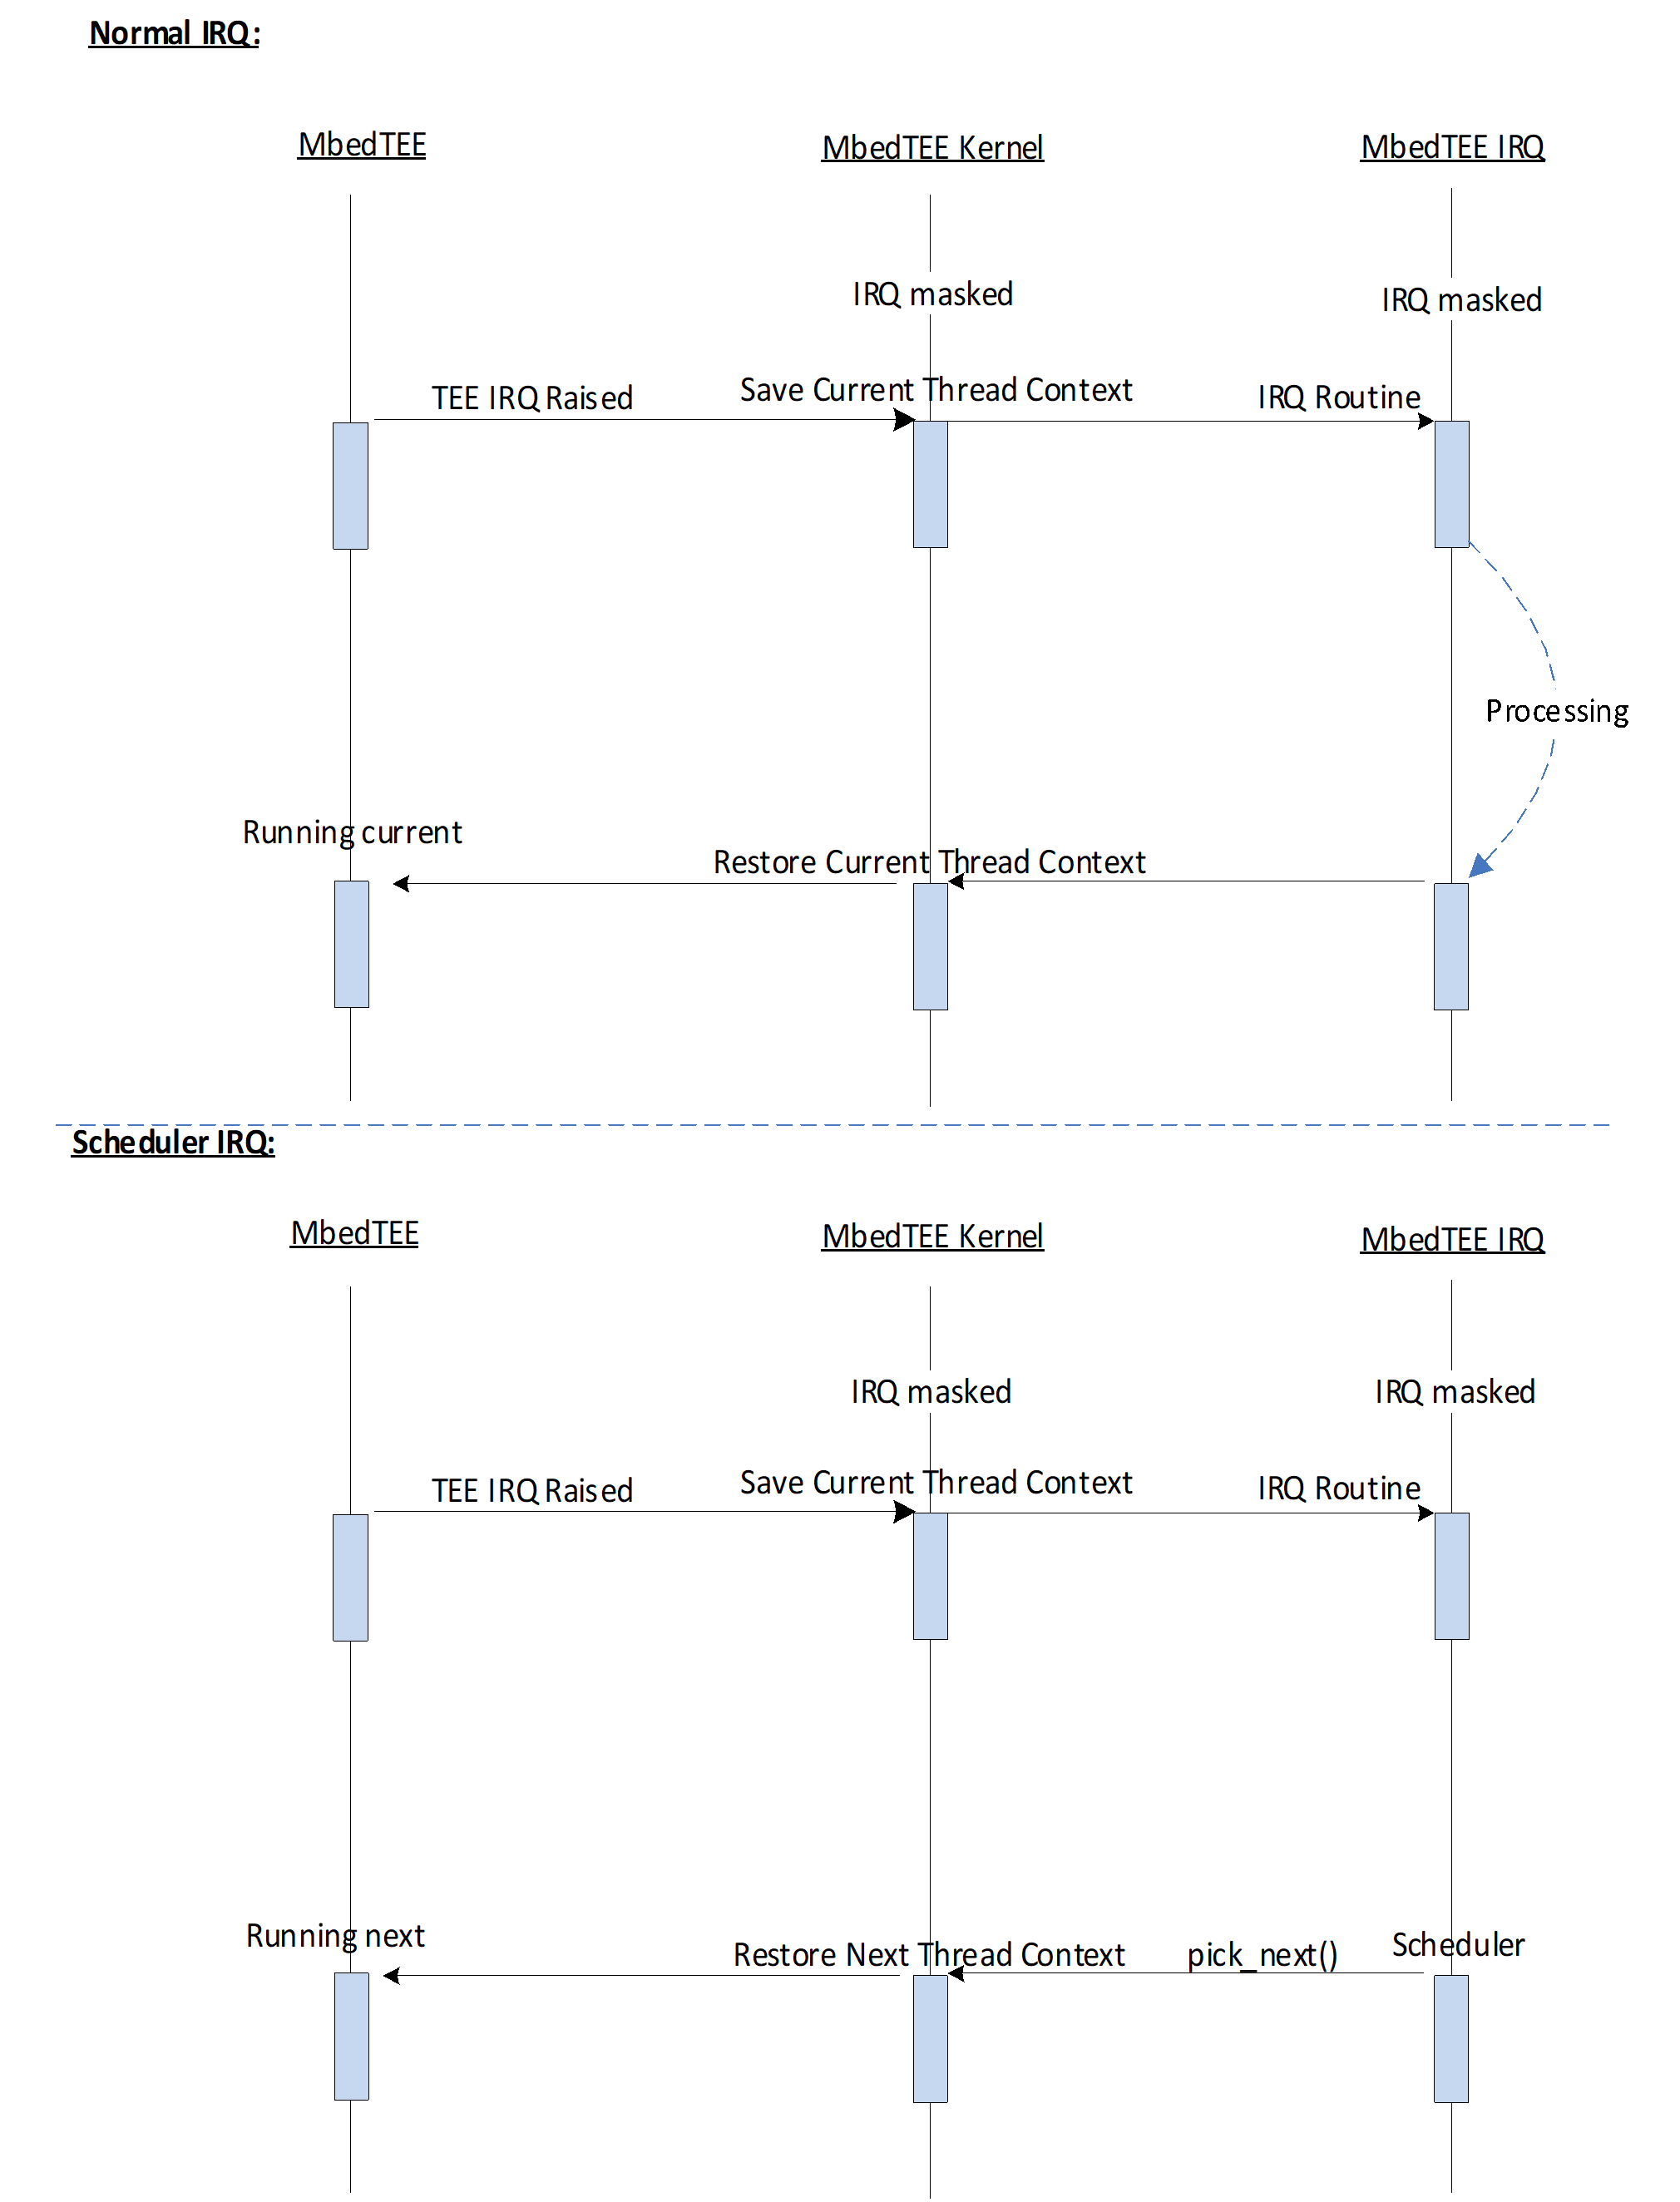 Normal IRQ:
MbedTEE
MbedTEE Kernel
MbedTEE IRQ
IRQ masked
IRQ masked
TEE IRQ Raised
Save Current Thread Context
IRQ Routine
Processing
Running current
Restore Current Thread Context
Scheduler IRQ:
MbedTEE
MbedTEE Kernel
MbedTEE IRQ
IRQ masked
IRQ masked
TEE IRQ Raised
Save Current Thread Context
IRQ Routine
Running next
Restore Next Thread Context
pick_next()
Scheduler